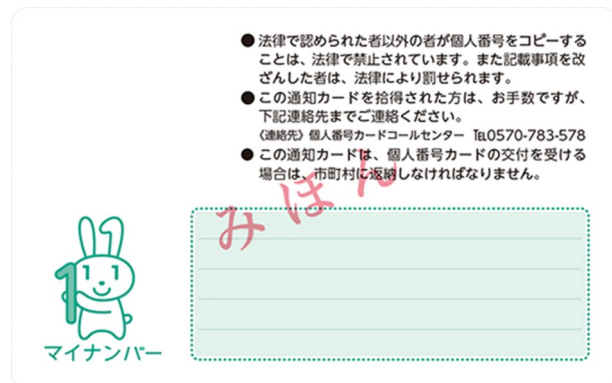 ● 法律で認められた者以外の者が個人番号をコピーする
ことは、法律で禁止されています。また記載事項を改
ざんした者は、法律により罰せられます。
● この通知カードを拾得された方は、お手数ですが、
下記連絡先までご連絡ください。
〈連絡先〉個人番号カードコールセンター ℡0570-783-578
● この通知カードは、個人番号カードの交付を受ける
場合は、市町村に返納しなければなりません。
みほん
1
1 1
マイナンバー